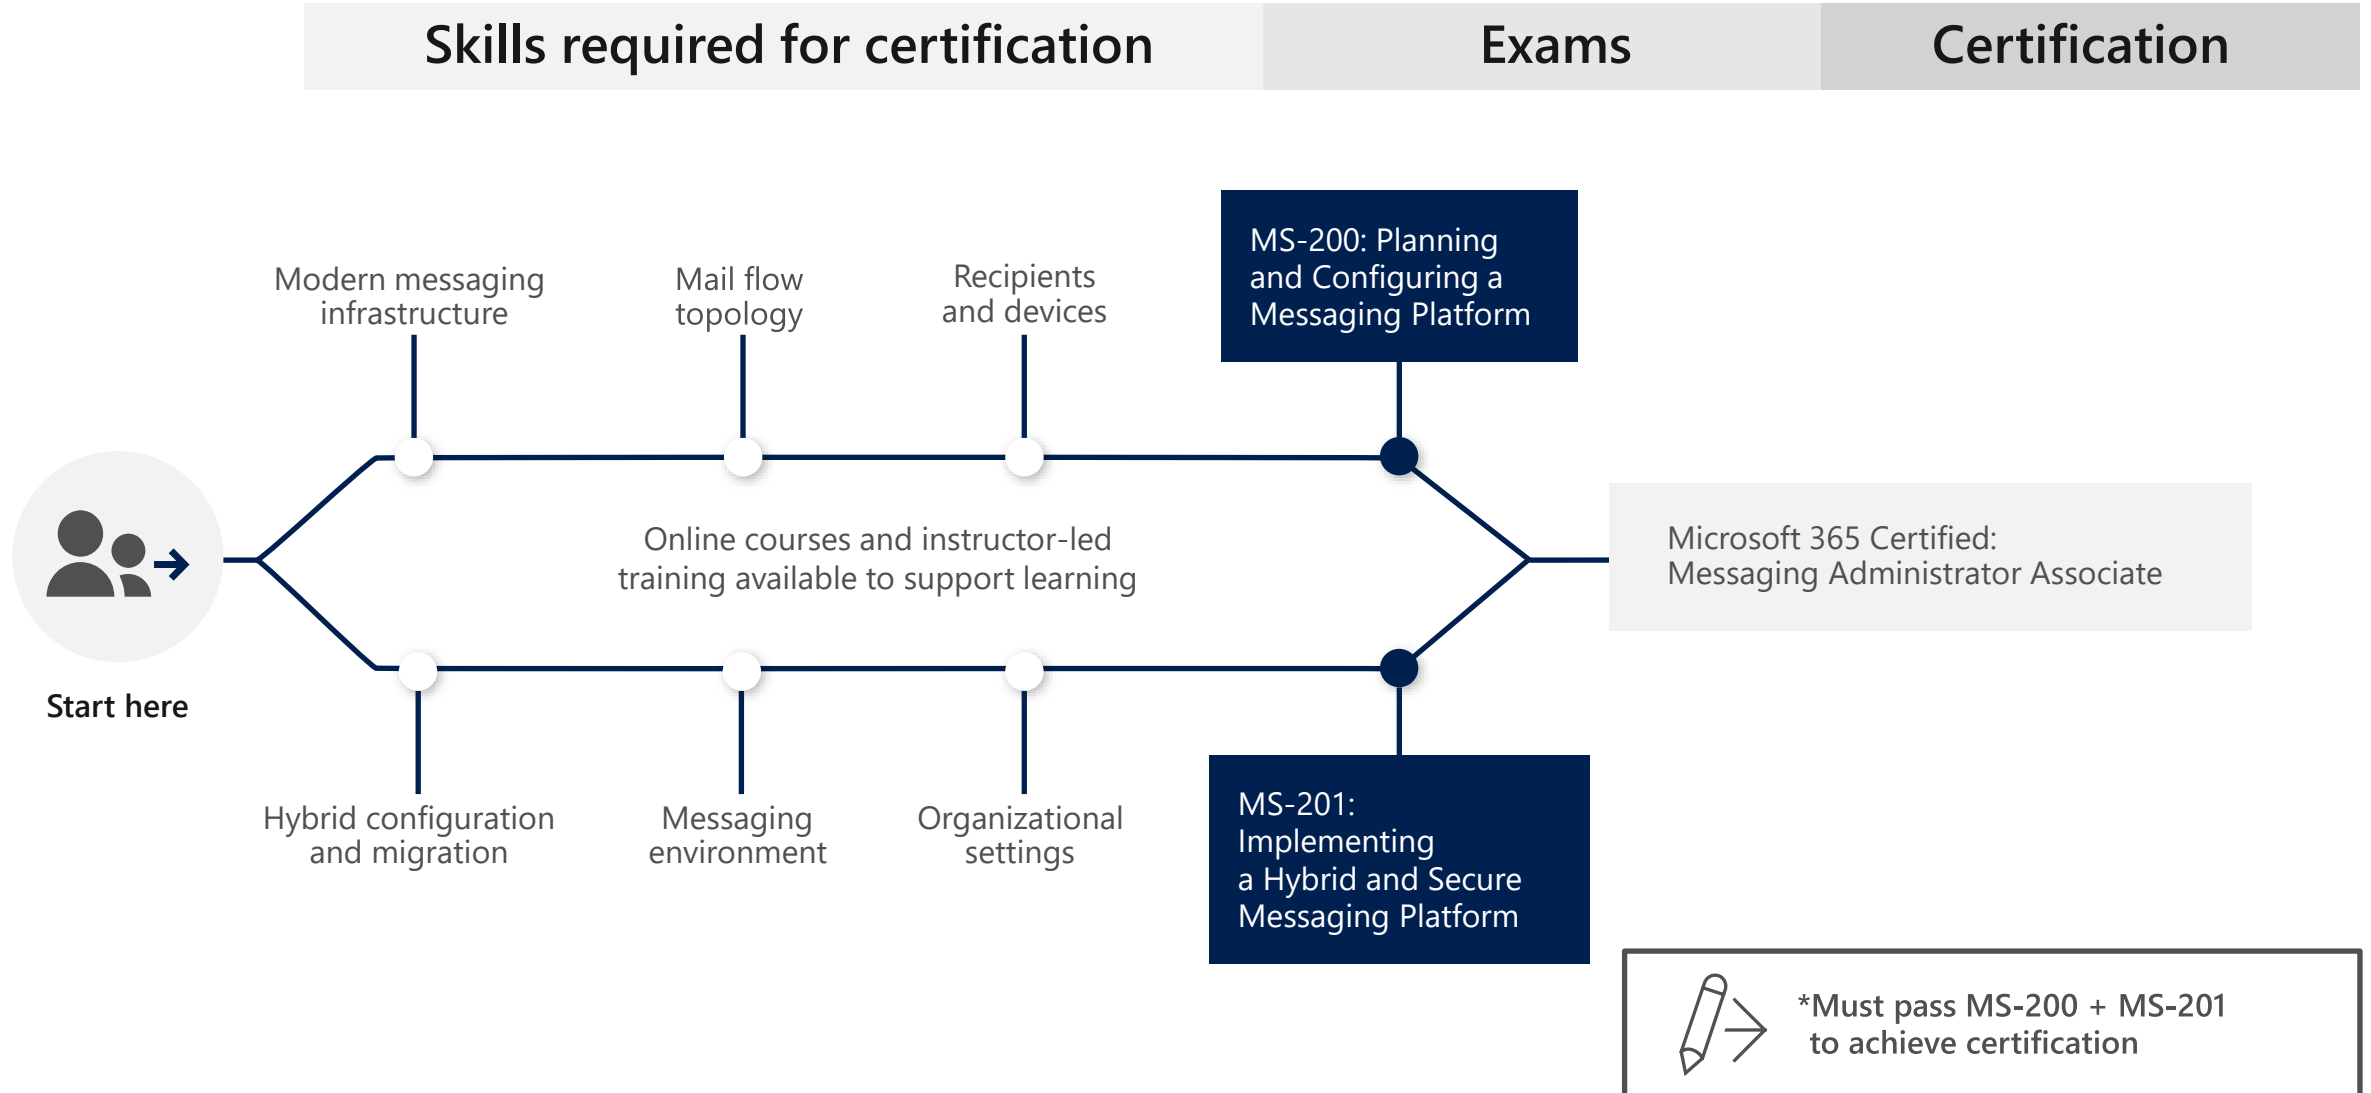 Skills required for certification
Exams
Certification
Modern messaging
infrastructure
Mail flow
topology
Recipients
and devices
MS-200: Planning
and Configuring a
Messaging Platform
Online courses and instructor-led
training available to support learning
Microsoft 365 Certified:
Messaging Administrator Associate
Start here
Hybrid configuration
and migration
Messaging
environment
Organizational
settings
MS-201:
Implementing
a Hybrid and Secure
Messaging Platform
*Must pass MS-200 + MS-201
to achieve certification